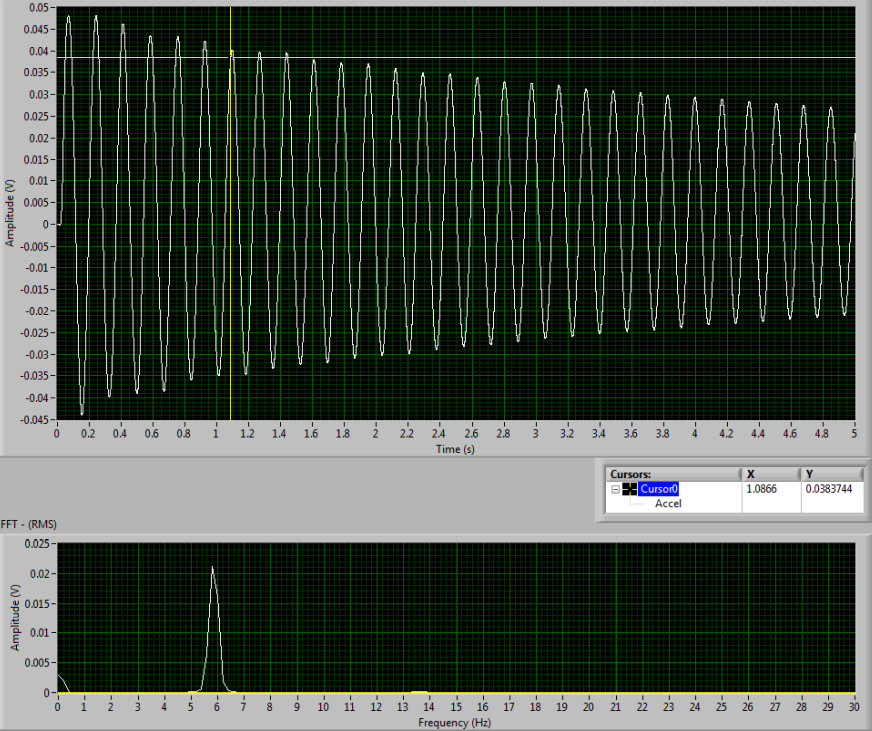 0.05
0.045
0.04
0.035
0.03
0.025
0.02
0.015
0.01
0.005
0
-0.005
-0.01
-0.015
-0.02
-0.025
-0.03
-0.035
-0.04
-0.045
Amplitude (V)
0 0.2 0.4 0.6 0.8 1 1.2 1.4 1.6 1.8 2 2.2 2.4 2.6 2.8 3 3.2 3.4 3.6 3.8 4 4.2 4.4 4.6 4.8 5
Time (s)
Cursors: X Y
Cursor0 1.0866 0.0383744
Accel
FFT - (RMS)
0.025
0.02
0.015
0.01
0.005
0
Amplitude (V)
0 1 2 3 4 5 6 7 8 9 10 11 12 13 14 15 16 17 18 19 20 21 22 23 24 25 26 27 28 29 30
Frequency (Hz)